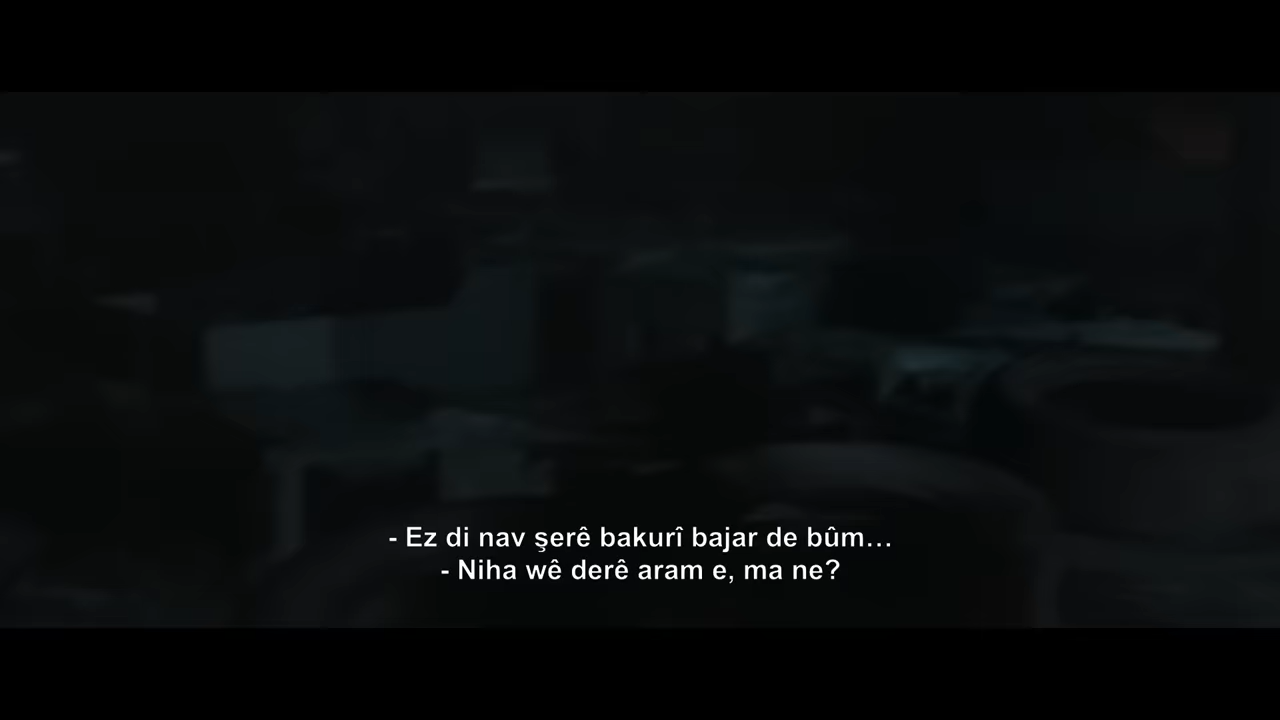 - Ez di nav şerê bakurî bajar de bûm...
- Niha wê derê aram e, ma ne?